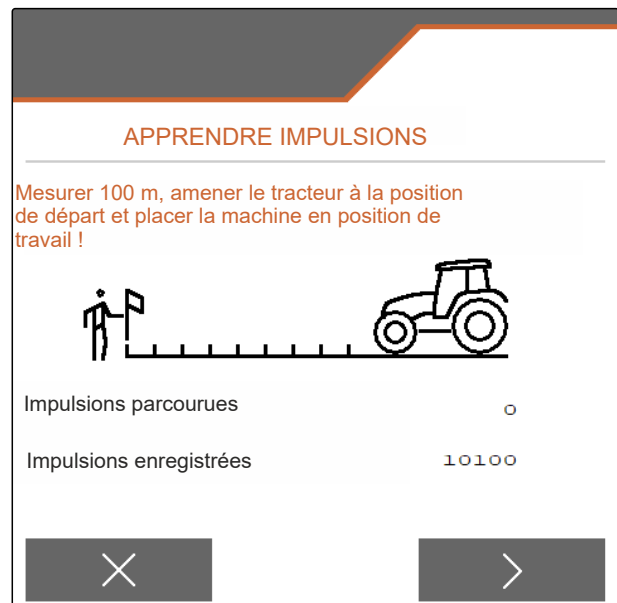 APPRENDRE IMPULSIONS
Mesurer 100 m, amener le tracteur à la position
de départ et placer la machine en position de
travail !
Impulsions parcourues 0
Impulsions enregistrées 10100